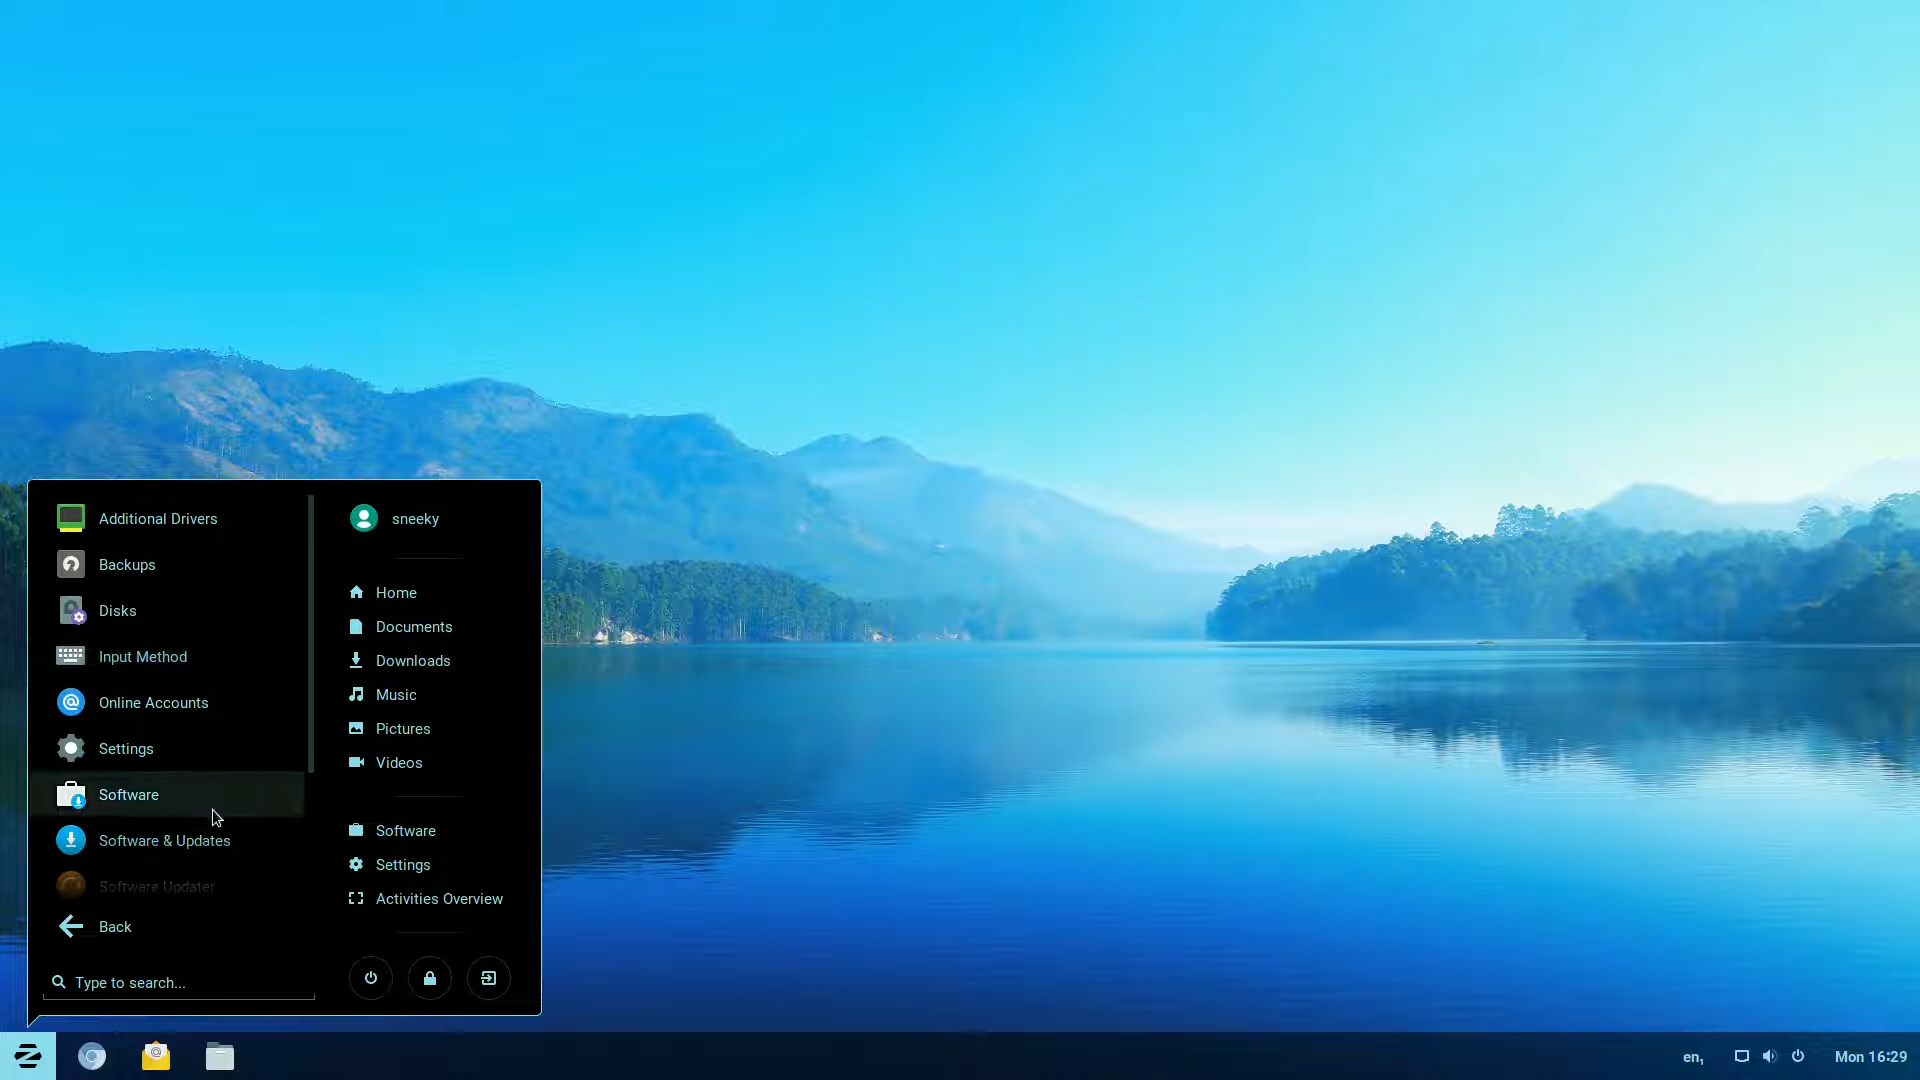 Additional Drivers
Backups
Disks
Input Method
Online Accounts
Settings
Software
Software & Updates
Software Updater
Back
Type to search...
sneeky
Home
Documents
Downloads
Music
Pictures
Videos
Software
Settings
Activities Overview
en₁
Mon 16:29